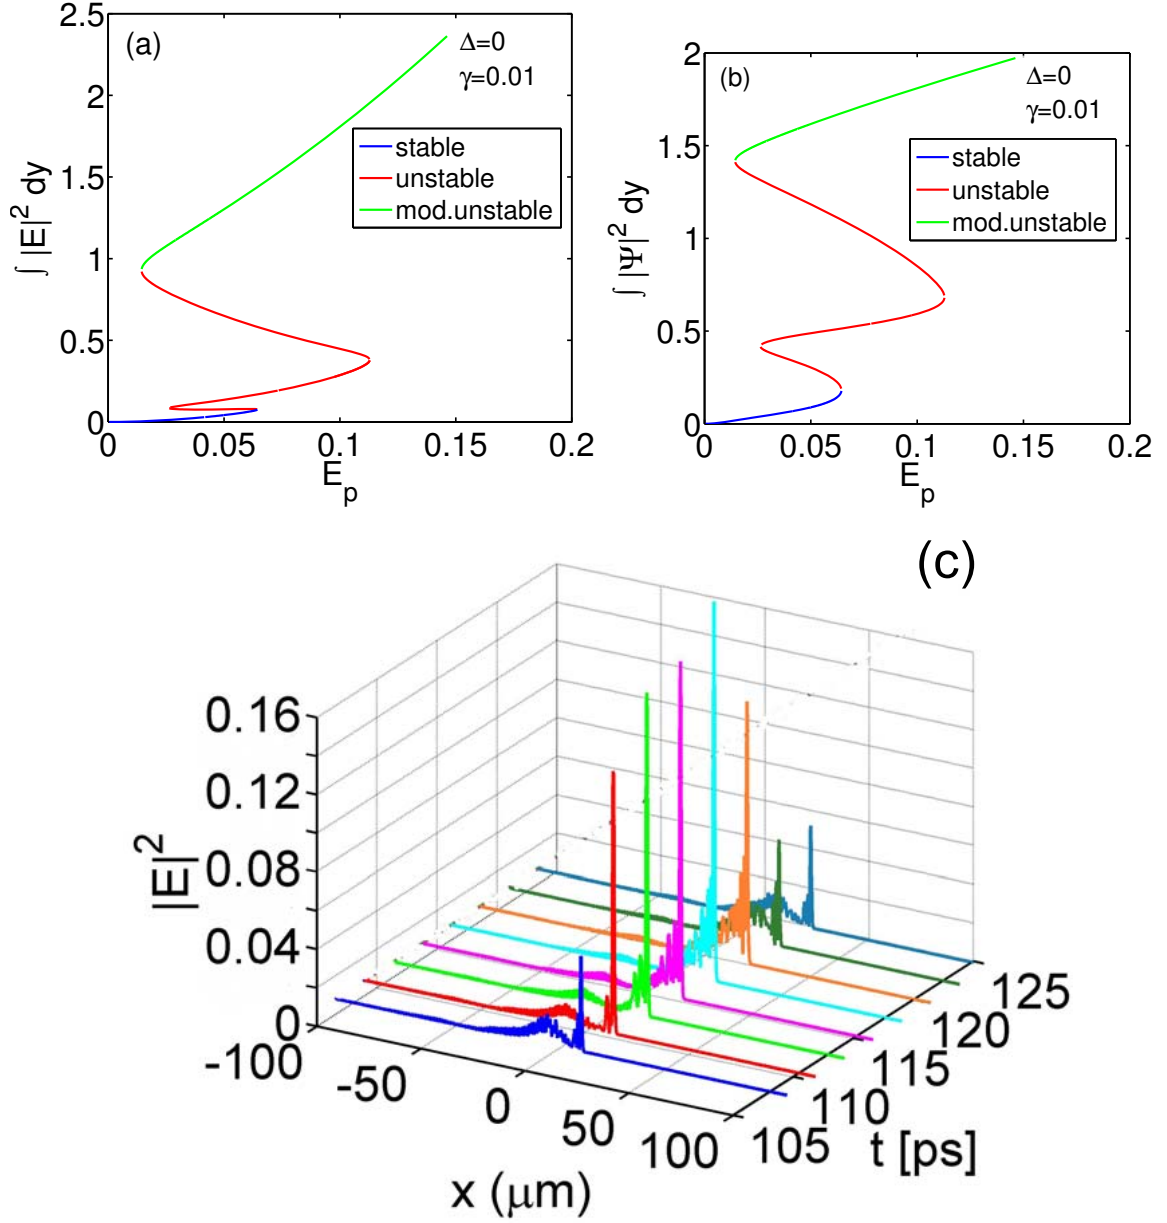 (a)
Δ=0
γ=0.01
stable
unstable
mod.unstable
2.5
2
1.5
1
0.5
0
0 0.05 0.1 0.15 0.2
∫ |E|² dy
E_p
(b)
Δ=0
γ=0.01
stable
unstable
mod.unstable
2
1.5
1
0.5
0
0 0.05 0.1 0.15 0.2
∫ |Ψ|² dy
E_p
(c)
0.16
0.12
0.08
0.04
0
|E|²
-100 -50 0 50 100
x (μm)
105 110 115 120 125
t [ps]